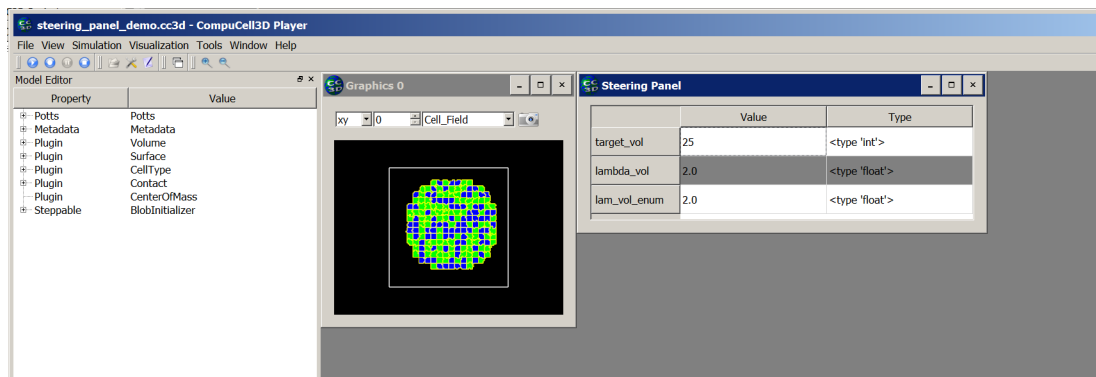 steering_panel_demo.cc3d - CompuCell3D Player
File View Simulation Visualization Tools Window Help
Model Editor
Property Value
Potts Potts
Metadata Metadata
Plugin Volume
Plugin Surface
Plugin CellType
Plugin Contact
Plugin CenterOfMass
Steppable BlobInitializer
CC3D Graphics 0
xy 0 Cell_Field
CC3D Steering Panel
Value Type
target_vol 25 <type 'int'>
lambda_vol 2.0 <type 'float'>
lam_vol_enum 2.0 <type 'float'>